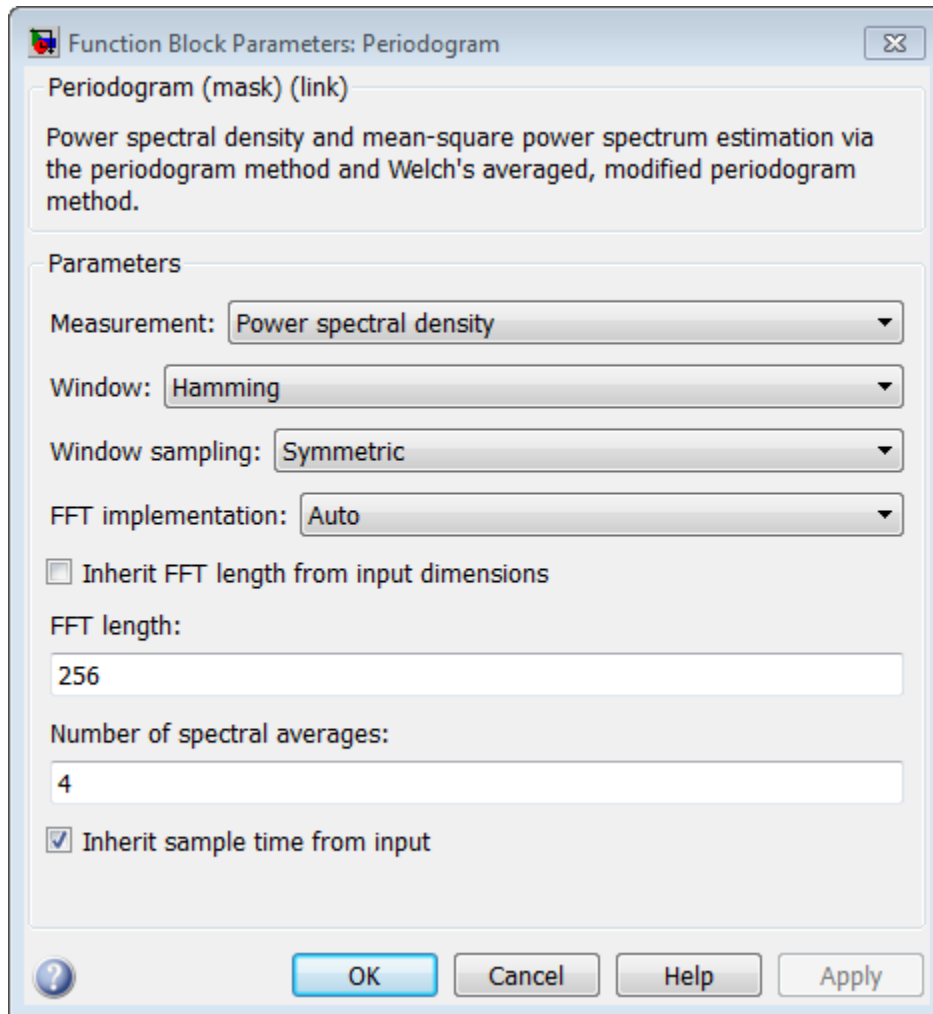 Function Block Parameters: Periodogram
Periodogram (mask) (link)
Power spectral density and mean-square power spectrum estimation via
the periodogram method and Welch's averaged, modified periodogram
method.
Parameters
Measurement: Power spectral density
Window: Hamming
Window sampling: Symmetric
FFT implementation: Auto
Inherit FFT length from input dimensions
FFT length:
256
Number of spectral averages:
4
Inherit sample time from input
? OK Cancel Help Apply